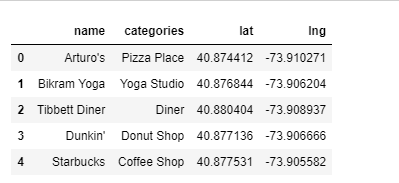 name categories lat lng
0 Arturo's Pizza Place 40.874412 -73.910271
1 Bikram Yoga Yoga Studio 40.876844 -73.906204
2 Tibbett Diner Diner 40.880404 -73.908937
3 Dunkin' Donut Shop 40.877136 -73.906666
4 Starbucks Coffee Shop 40.877531 -73.905582